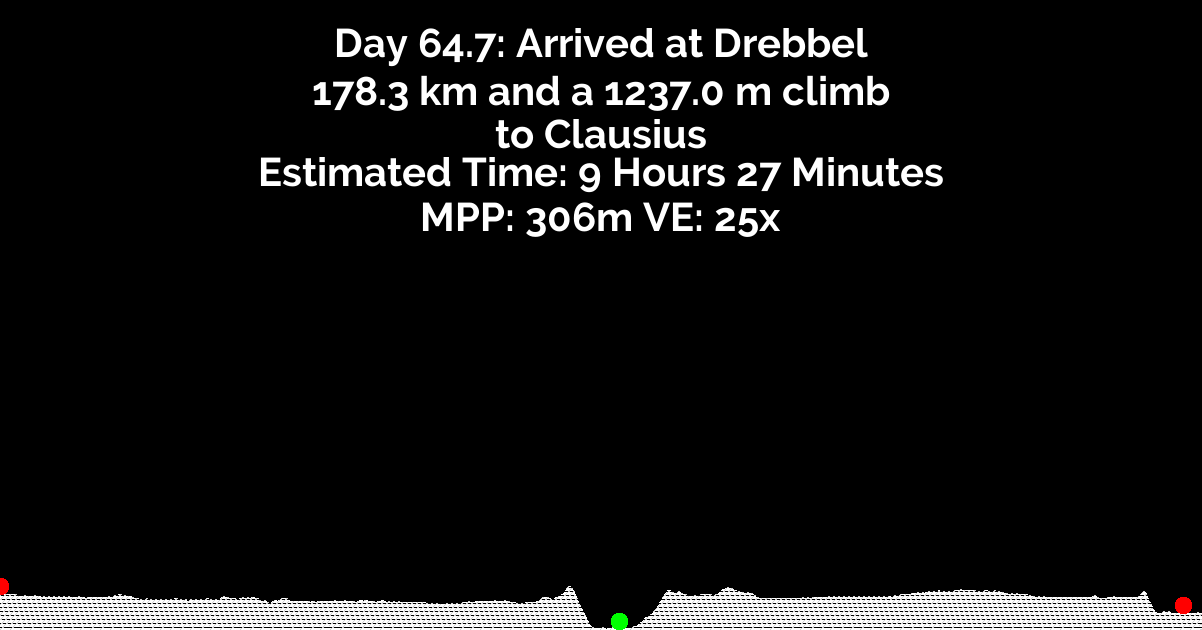 Day 64.7: Arrived at Drebbel
178.3 km and a 1237.0 m climb
to Clausius
Estimated Time: 9 Hours 27 Minutes
MPP: 306m VE: 25x